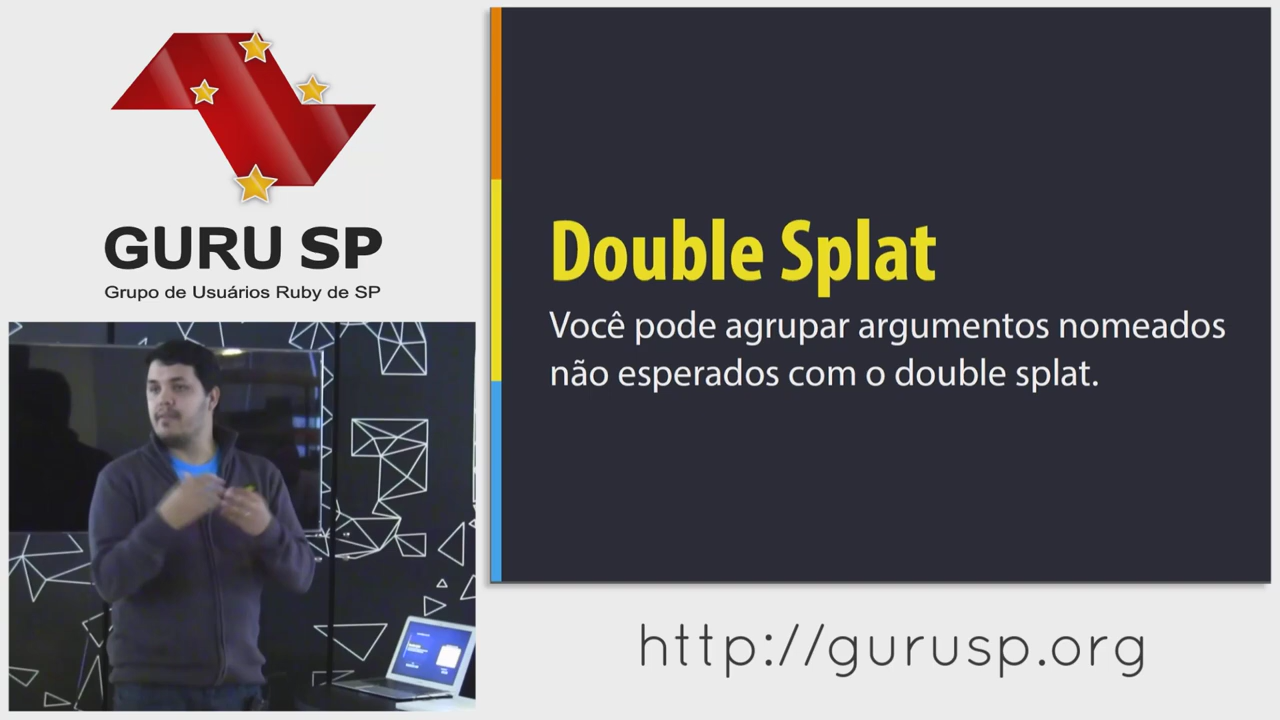 GURU SP
Grupo de Usuários Ruby de SP
Double Splat
Você pode agrupar argumentos nomeados
não esperados com o double splat.
http://gurusp.org